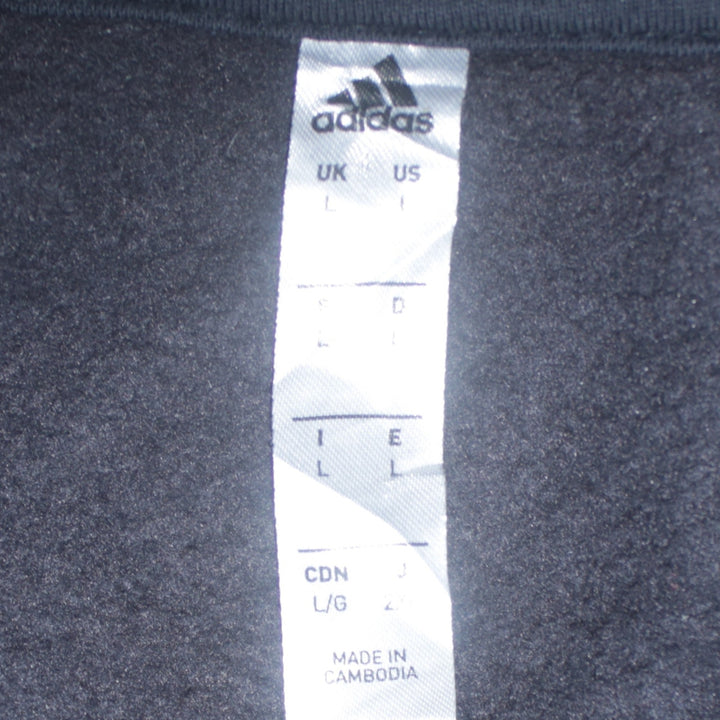 adidas
UK US
L
D
L
I E
L L
CDN J
L/G
MADE IN
CAMBODIA